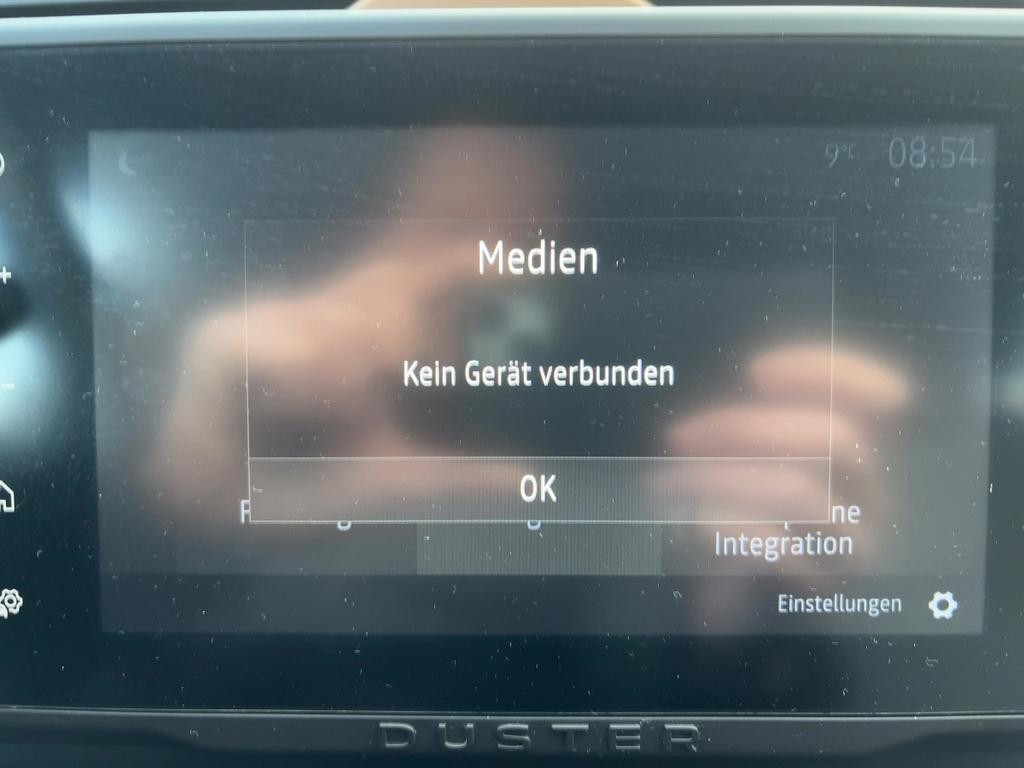 9°C 08:54
Medien
Kein Gerät verbunden
OK
Integration
Einstellungen
DUSTER